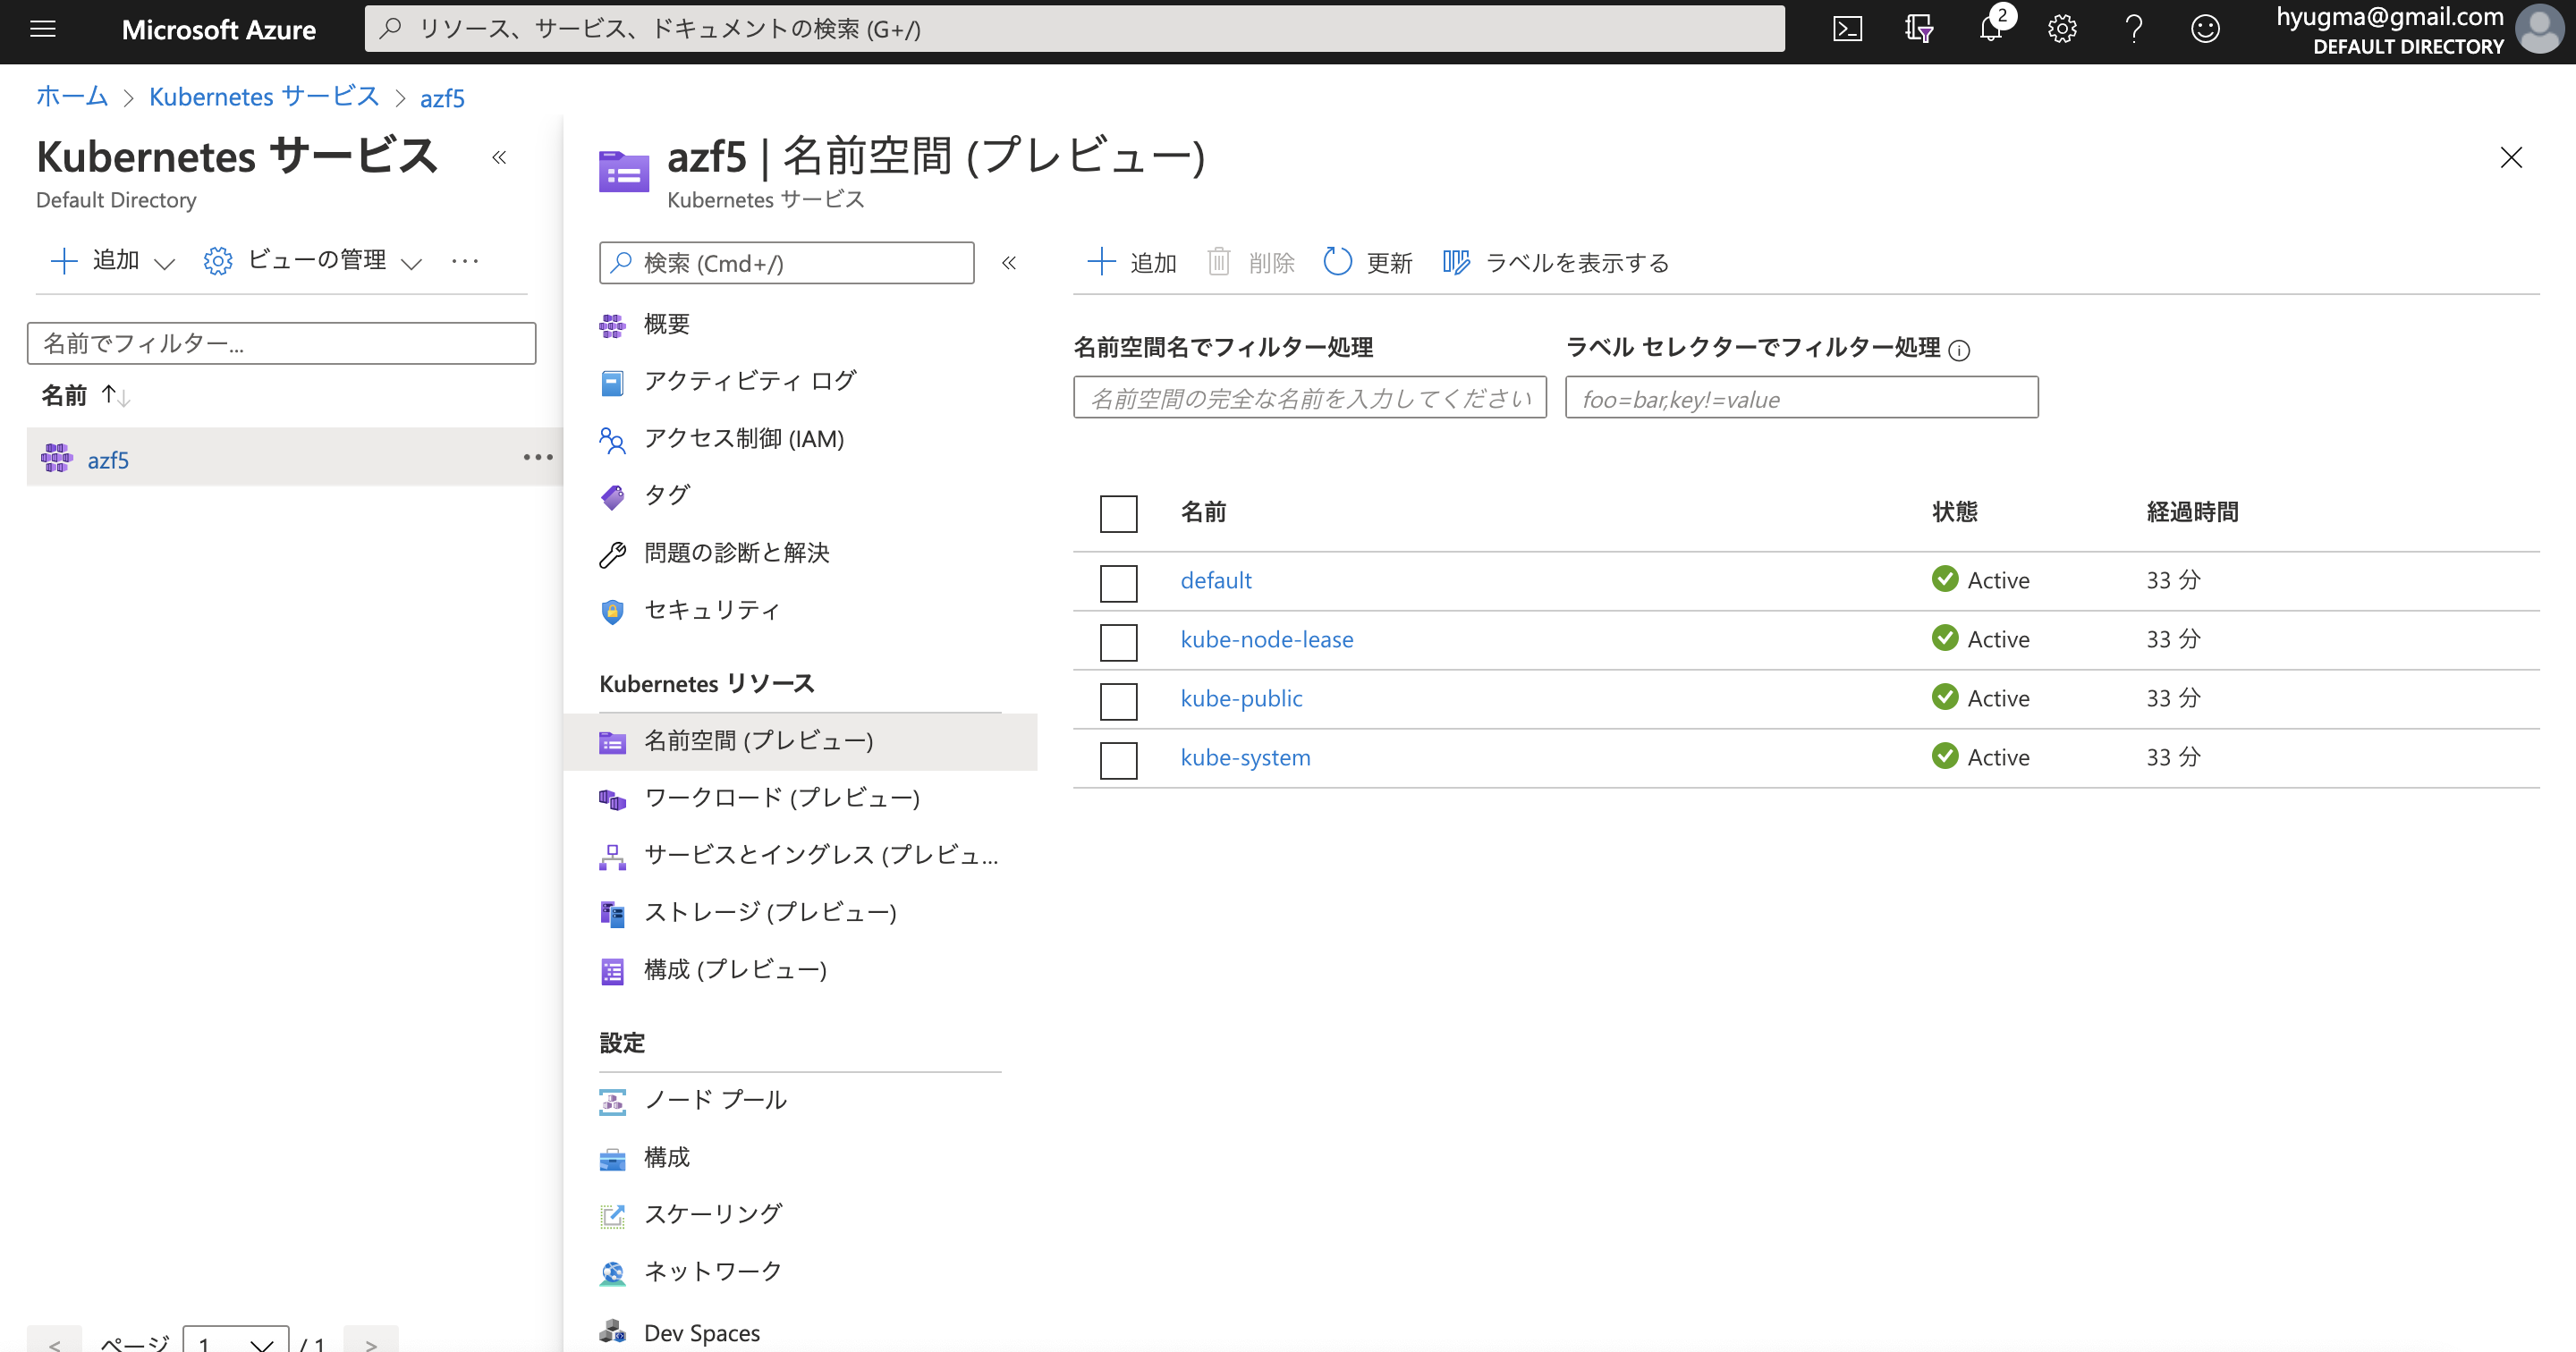 Microsoft Azure
リソース、サービス、ドキュメントの検索 (G+/)
2
hyugma@gmail.com
DEFAULT DIRECTORY
ホーム > Kubernetes サービス > azf5
Kubernetes サービス «
Default Directory
追加
ビューの管理
...
名前でフィルター...
名前 ↑↓
azf5
ページ 1 / 1
azf5 | 名前空間 (プレビュー)
Kubernetes サービス
検索 (Cmd+/) «
概要
アクティビティ ログ
アクセス制御 (IAM)
タグ
問題の診断と解決
セキュリティ
Kubernetes リソース
名前空間 (プレビュー)
ワークロード (プレビュー)
サービスとイングレス (プレビュ...
ストレージ (プレビュー)
構成 (プレビュー)
設定
ノード プール
構成
スケーリング
ネットワーク
Dev Spaces
追加 削除 更新 ラベルを表示する
名前空間名でフィルター処理 ラベル セレクターでフィルター処理
名前空間の完全な名前を入力してください foo=bar,key!=value
名前 状態 経過時間
default Active 33 分
kube-node-lease Active 33 分
kube-public Active 33 分
kube-system Active 33 分